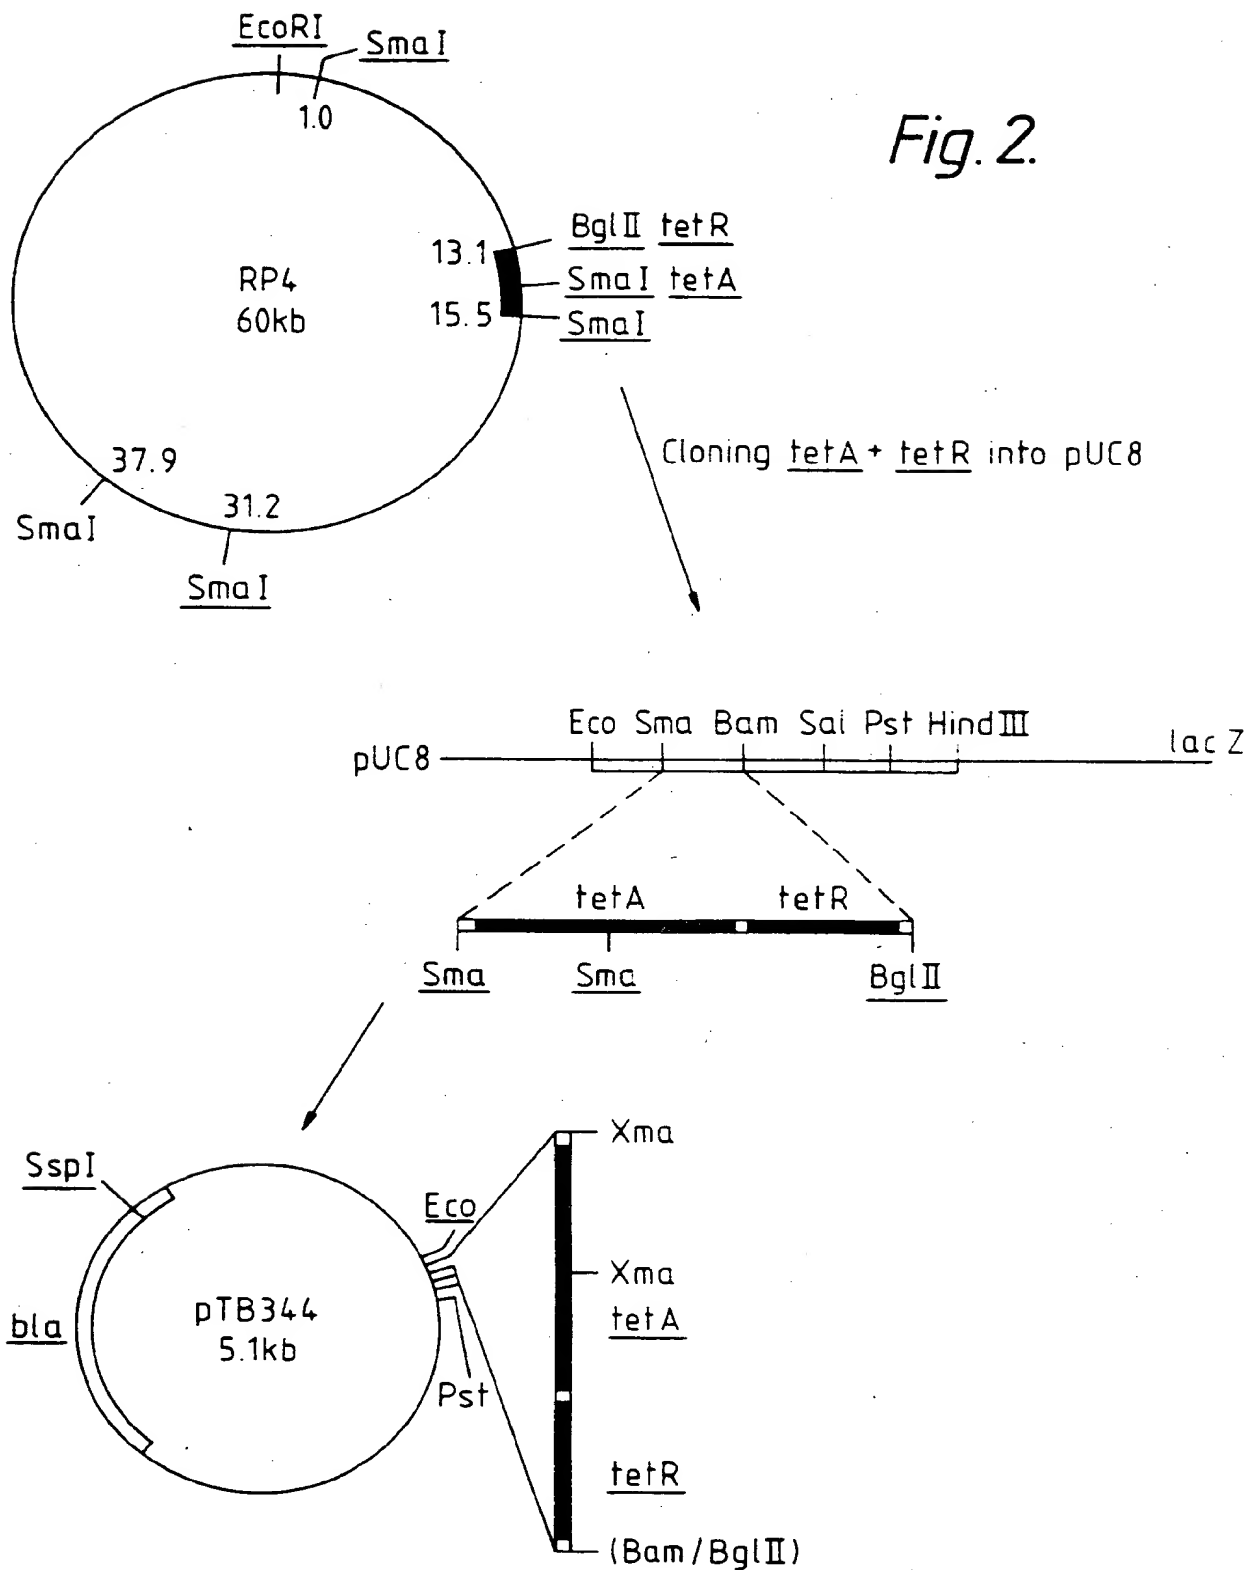 EcoRI
SmaI
1.0
Fig. 2.
BglII tetR
13.1
SmaI tetA
RP4
60kb
15.5
SmaI
Cloning tetA + tetR into pUC8
37.9
SmaI
31.2
SmaI
Eco Sma Bam Sal Pst HindIII
lac Z
pUC8
tetA tetR
Sma Sma BglII
Xma
SspI
Eco
Xma
tetA
pTB344
5.1kb
bla
Pst
tetR
(Bam/BglII)